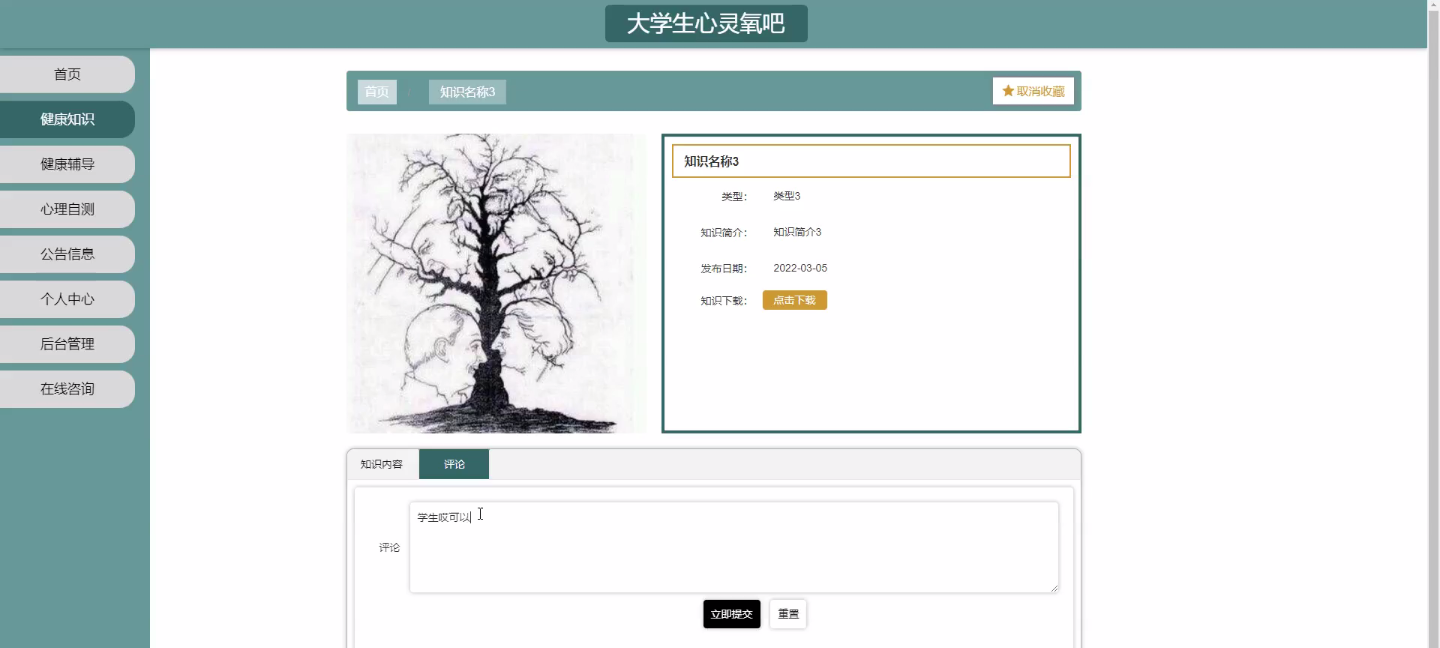 大学生心灵氧吧
首页
健康知识
健康辅导
心理自测
公告信息
个人中心
后台管理
在线咨询
首页 / 知识名称3
★取消收藏
知识名称3
类型： 类型3
知识简介： 知识简介3
发布日期： 2022-03-05
知识下载： 点击下载
知识内容 评论
评论 学生哎可以
立即提交 重置